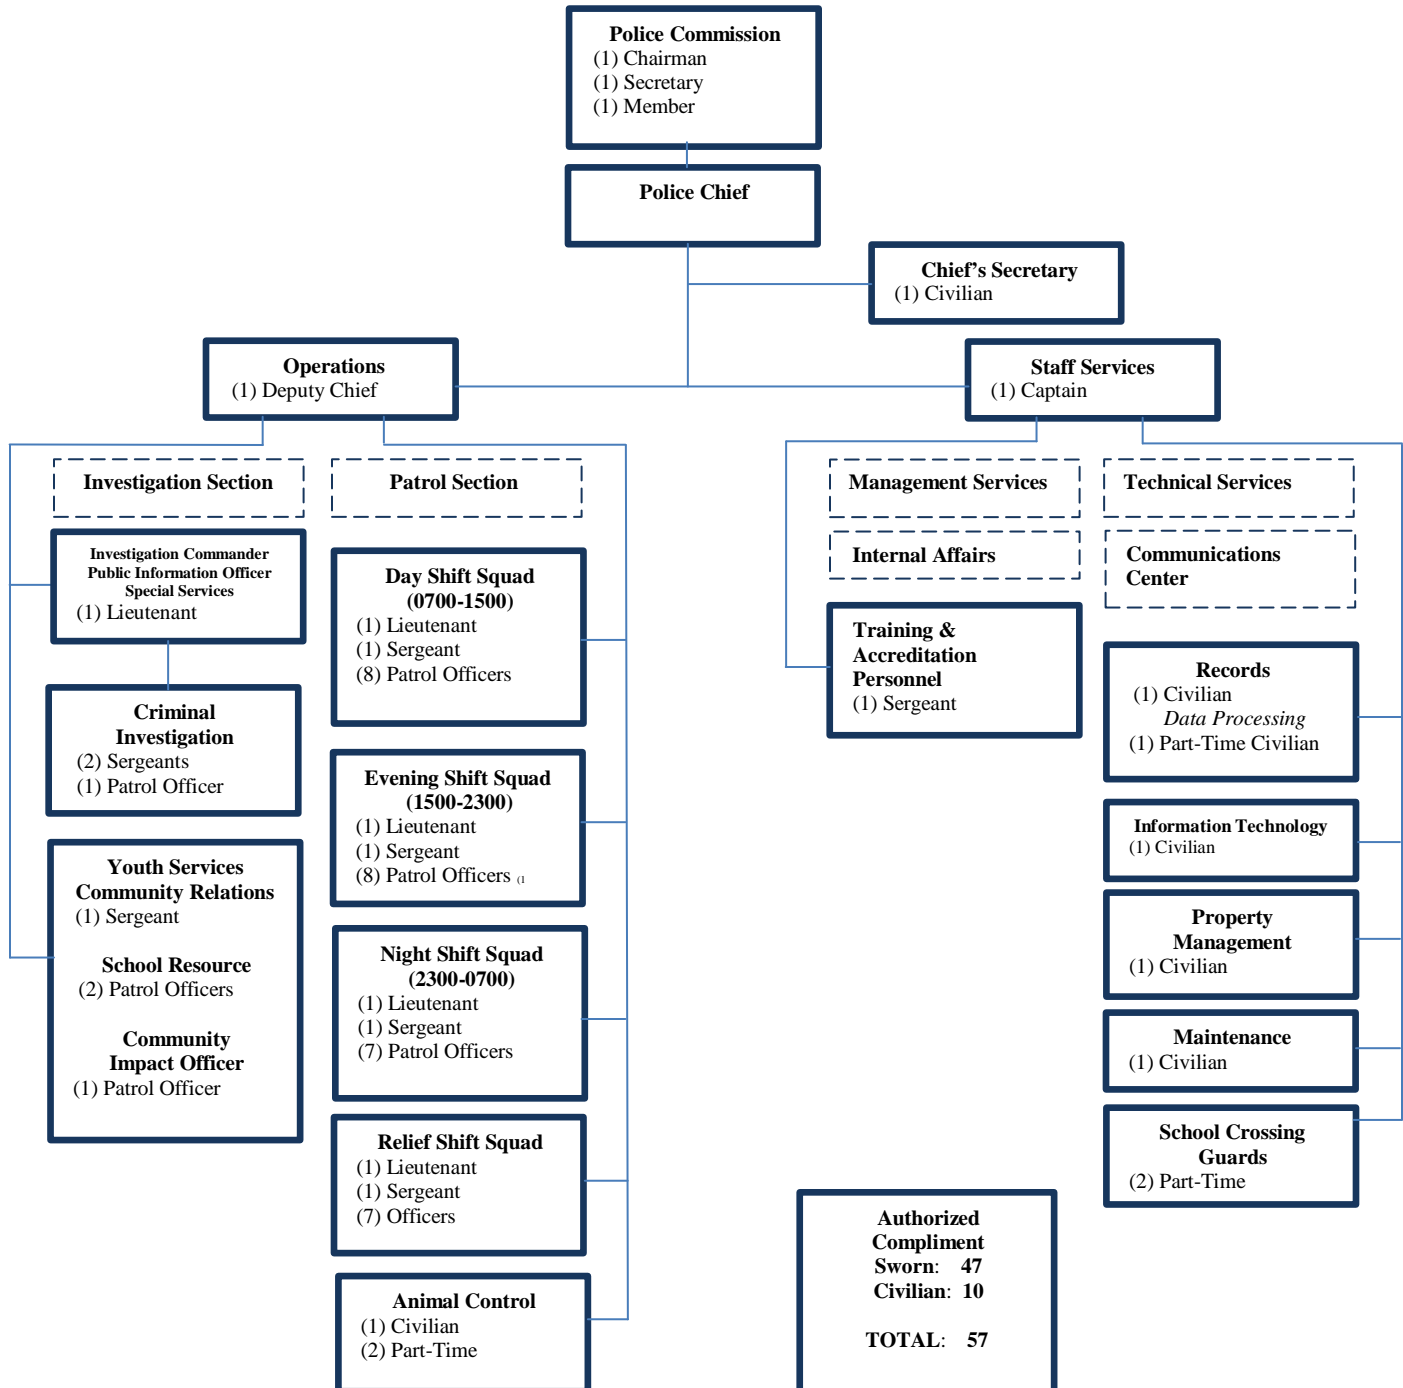 Police Commission
(1) Chairman
(1) Secretary
(1) Member
Police Chief
Chief’s Secretary
(1) Civilian
Operations
(1) Deputy Chief
Staff Services
(1) Captain
Investigation Section
Patrol Section
Management Services
Technical Services
Investigation Commander
Public Information Officer
Special Services
(1) Lieutenant
Criminal
Investigation
(2) Sergeants
(1) Patrol Officer
Youth Services
Community Relations
(1) Sergeant
School Resource
(2) Patrol Officers
Community
Impact Officer
(1) Patrol Officer
Day Shift Squad
(0700-1500)
(1) Lieutenant
(1) Sergeant
(8) Patrol Officers
Evening Shift Squad
(1500-2300)
(1) Lieutenant
(1) Sergeant
(8) Patrol Officers (1
Night Shift Squad
(2300-0700)
(1) Lieutenant
(1) Sergeant
(7) Patrol Officers
Relief Shift Squad
(1) Lieutenant
(1) Sergeant
(7) Officers
Animal Control
(1) Civilian
(2) Part-Time
Internal Affairs
Training &
Accreditation
Personnel
(1) Sergeant
Communications
Center
Records
(1) Civilian
Data Processing
(1) Part-Time Civilian
Information Technology
(1) Civilian
Property
Management
(1) Civilian
Maintenance
(1) Civilian
School Crossing
Guards
(2) Part-Time
Authorized
Compliment
Sworn: 47
Civilian: 10
TOTAL: 57